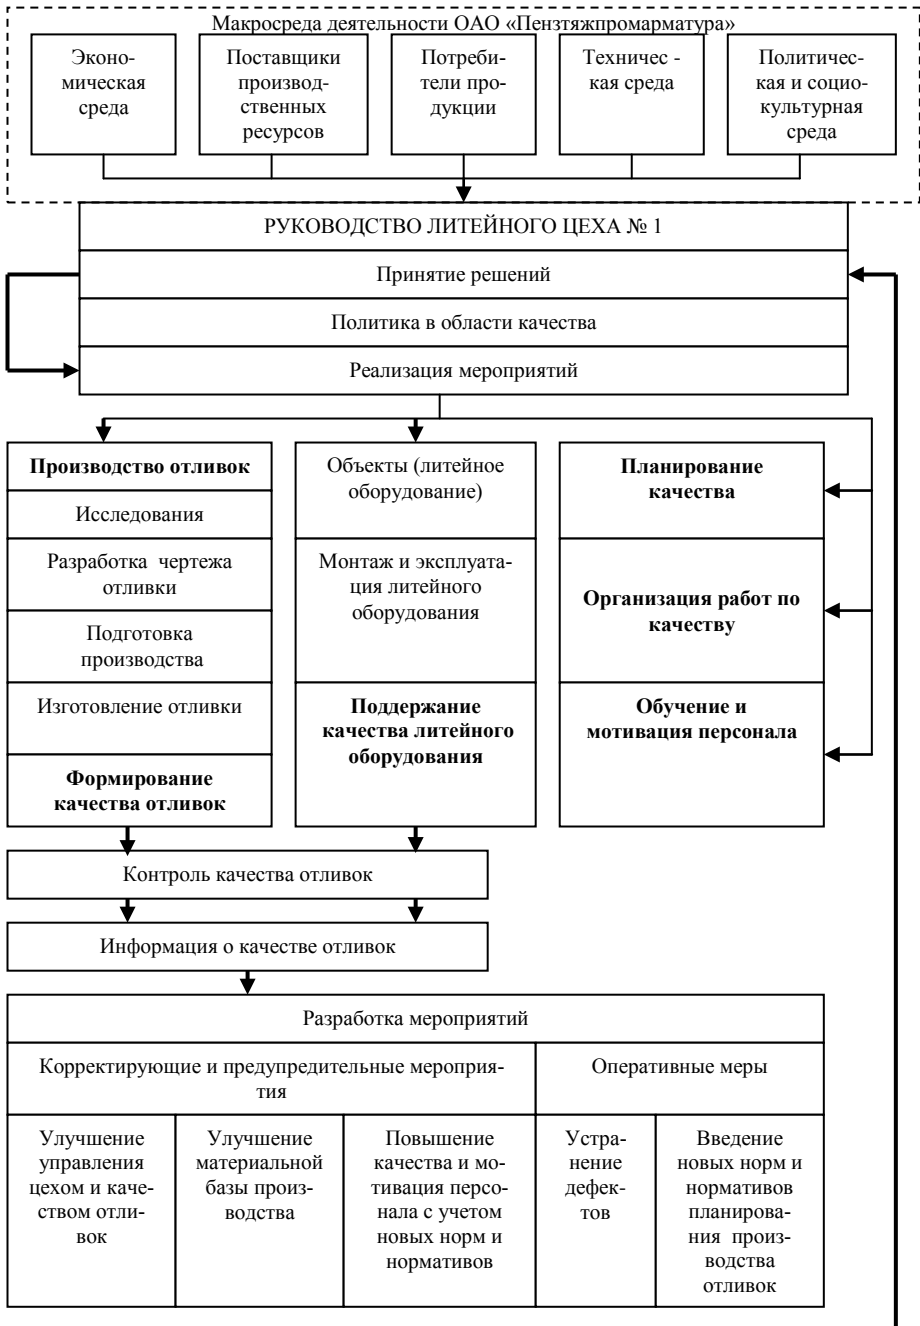 Макросреда деятельности ОАО «Пензтяжпромарматура»
Эконо-
мическая
среда
Поставщики
производ-
ственных
ресурсов
Потреби-
тели про-
дукции
Техничес -
кая среда
Политичес-
кая и социо-
культурная
среда
РУКОВОДСТВО ЛИТЕЙНОГО ЦЕХА № 1
Принятие решений
Политика в области качества
Реализация мероприятий
Производство отливок
Исследования
Разработка чертежа
отливки
Подготовка
производства
Изготовление отливки
Формирование
качества отливок
Объекты (литейное
оборудование)
Монтаж и эксплуата-
ция литейного
оборудования
Поддержание
качества литейного
оборудования
Планирование
качества
Организация работ по
качеству
Обучение и
мотивация персонала
Контроль качества отливок
Информация о качестве отливок
Разработка мероприятий
Корректирующие и предупредительные мероприя-
тия
Оперативные меры
Улучшение
управления
цехом и каче-
ством отли-
вок
Улучшение
материальной
базы произ-
водства
Повышение
качества и мо-
тивация персо-
нала с учетом
новых норм и
нормативов
Устра-
нение
дефек-
тов
Введение
новых норм и
нормативов
планирова-
ния произ-
водства
отливок